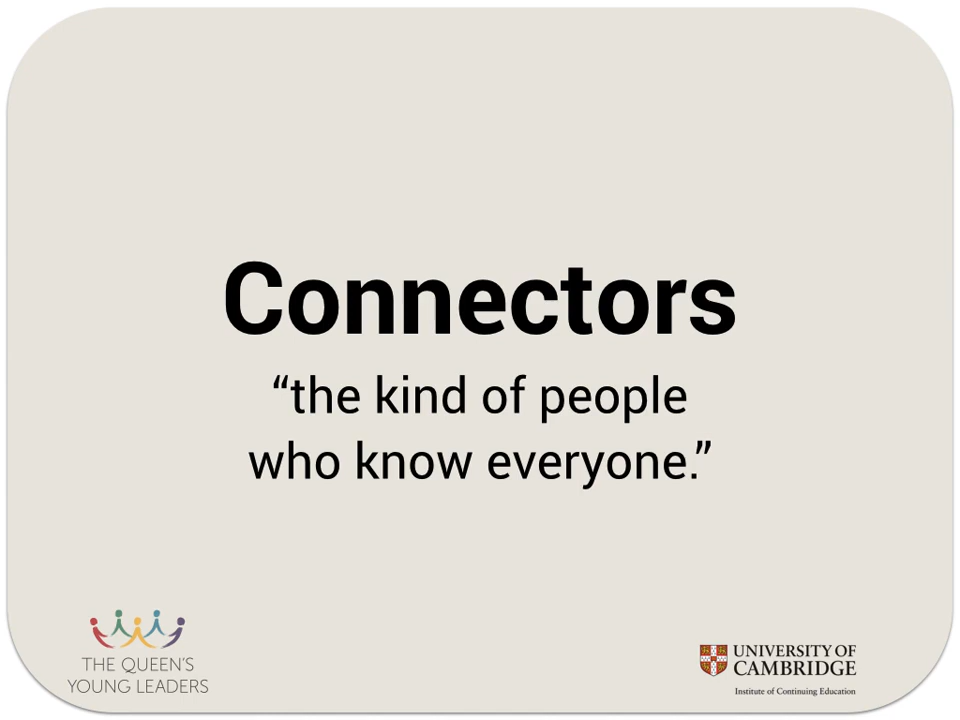 Connectors
“the kind of people
who know everyone.”
THE QUEEN'S
YOUNG LEADERS
UNIVERSITY OF
CAMBRIDGE
Institute of Continuing Education